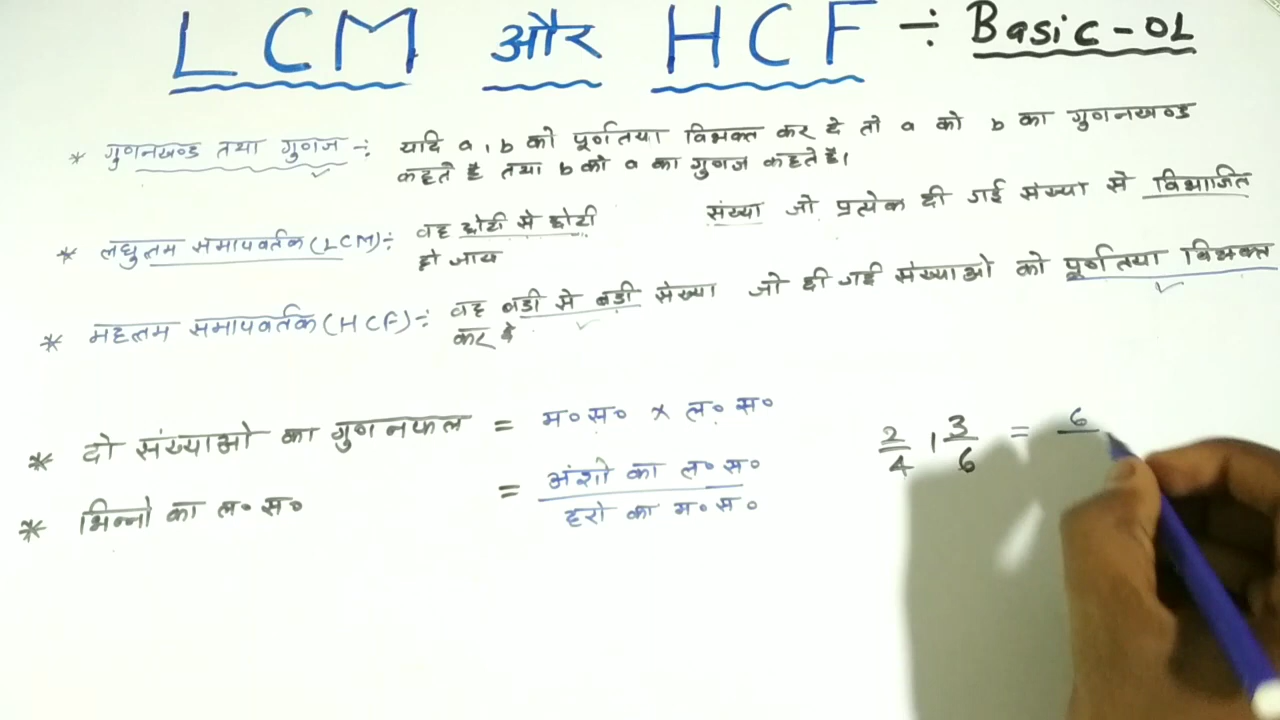 LCM और HCF ÷ Basic-01
* गुणनखण्ड तथा गुणज -: यदि a, b को पूर्णतया विभक्त कर दे तो a को b का गुणनखण्ड
कहते है तथा b को a का गुणज कहते है।
* लघुतम समापवर्तक (LCM)÷ वह छोटी से छोटी संख्या जो प्रत्येक दी गई संख्या से विभाजित
हो जाय
* महत्तम समापवर्तक (HCF)÷ वह बडी से बडी संख्या जो दी गई संख्याओ को पूर्णतया विभक्त
कर दे
* दो संख्याओ का गुणनफल = म॰ स॰ × ल॰ स॰
* भिन्नो का ल॰ स॰ = अंशो का ल॰ स॰
हरो का म॰ स॰
2/4 , 3/6 = 6